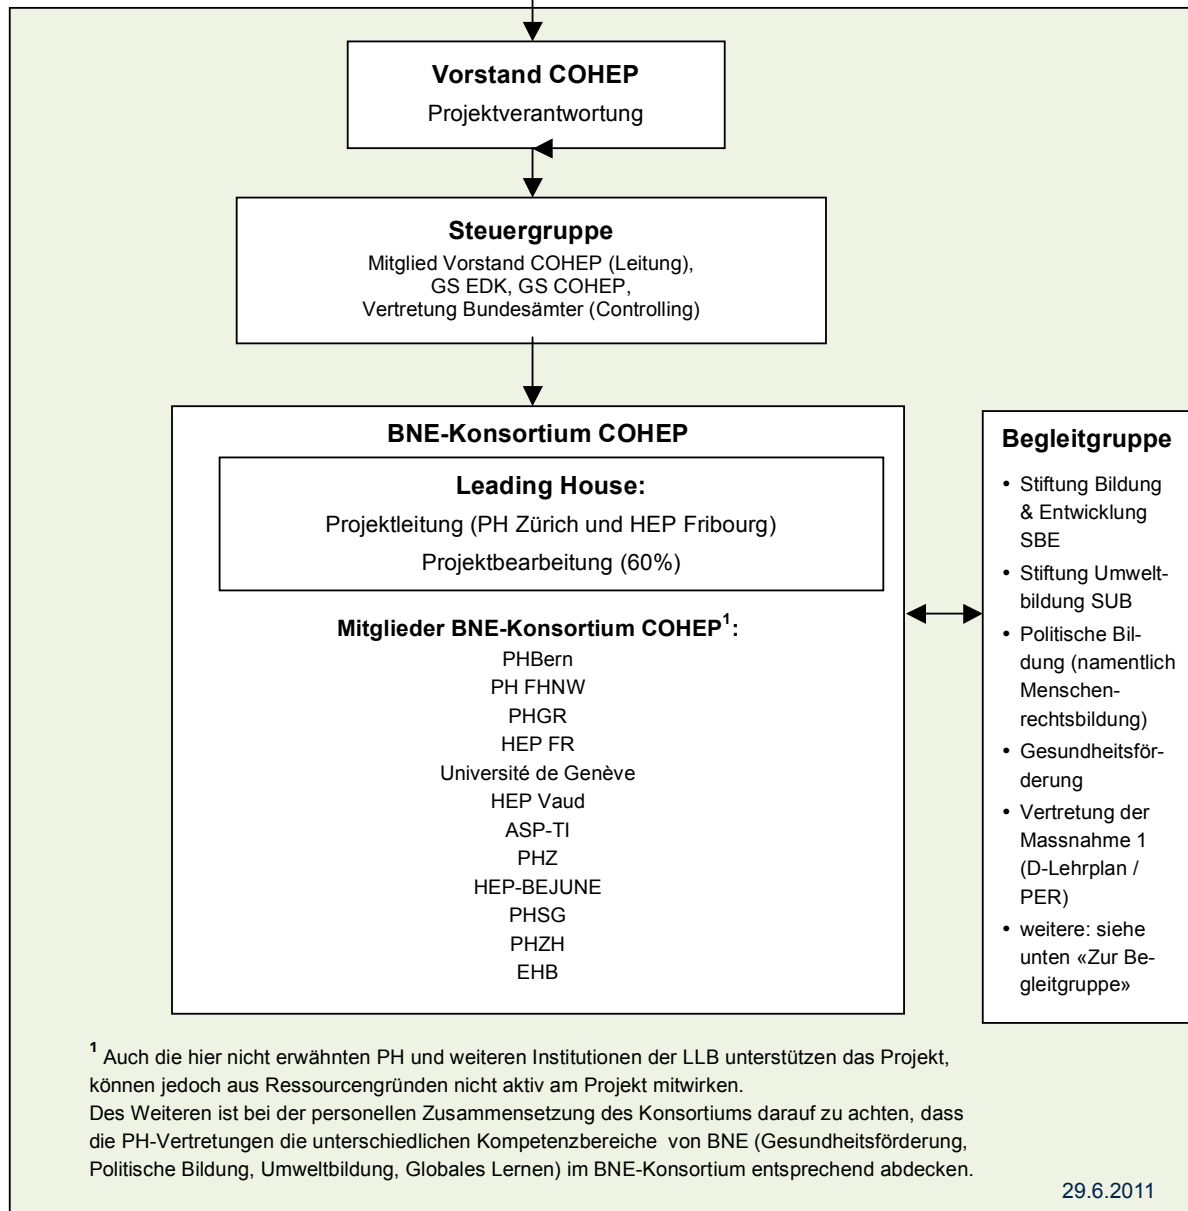 Vorstand COHEP
Projektverantwortung
Steuergruppe
Mitglied Vorstand COHEP (Leitung),
GS EDK, GS COHEP,
Vertretung Bundesämter (Controlling)
BNE-Konsortium COHEP
Leading House:
Projektleitung (PH Zürich und HEP Fribourg)
Projektbearbeitung (60%)
Mitglieder BNE-Konsortium COHEP¹:
PHBern
PH FHNW
PHGR
HEP FR
Université de Genève
HEP Vaud
ASP-TI
PHZ
HEP-BEJUNE
PHSG
PHZH
EHB
Begleitgruppe
• Stiftung Bildung
& Entwicklung
SBE
• Stiftung Umwelt-
bildung SUB
• Politische Bil-
dung (namentlich
Menschen-
rechtsbildung)
• Gesundheitsför-
derung
• Vertretung der
Massnahme 1
(D-Lehrplan /
PER)
• weitere: siehe
unten «Zur Be-
gleitgruppe»
¹ Auch die hier nicht erwähnten PH und weiteren Institutionen der LLB unterstützen das Projekt,
können jedoch aus Ressourcengründen nicht aktiv am Projekt mitwirken.
Des Weiteren ist bei der personellen Zusammensetzung des Konsortiums darauf zu achten, dass
die PH-Vertretungen die unterschiedlichen Kompetenzbereiche von BNE (Gesundheitsförderung,
Politische Bildung, Umweltbildung, Globales Lernen) im BNE-Konsortium entsprechend abdecken.
29.6.2011